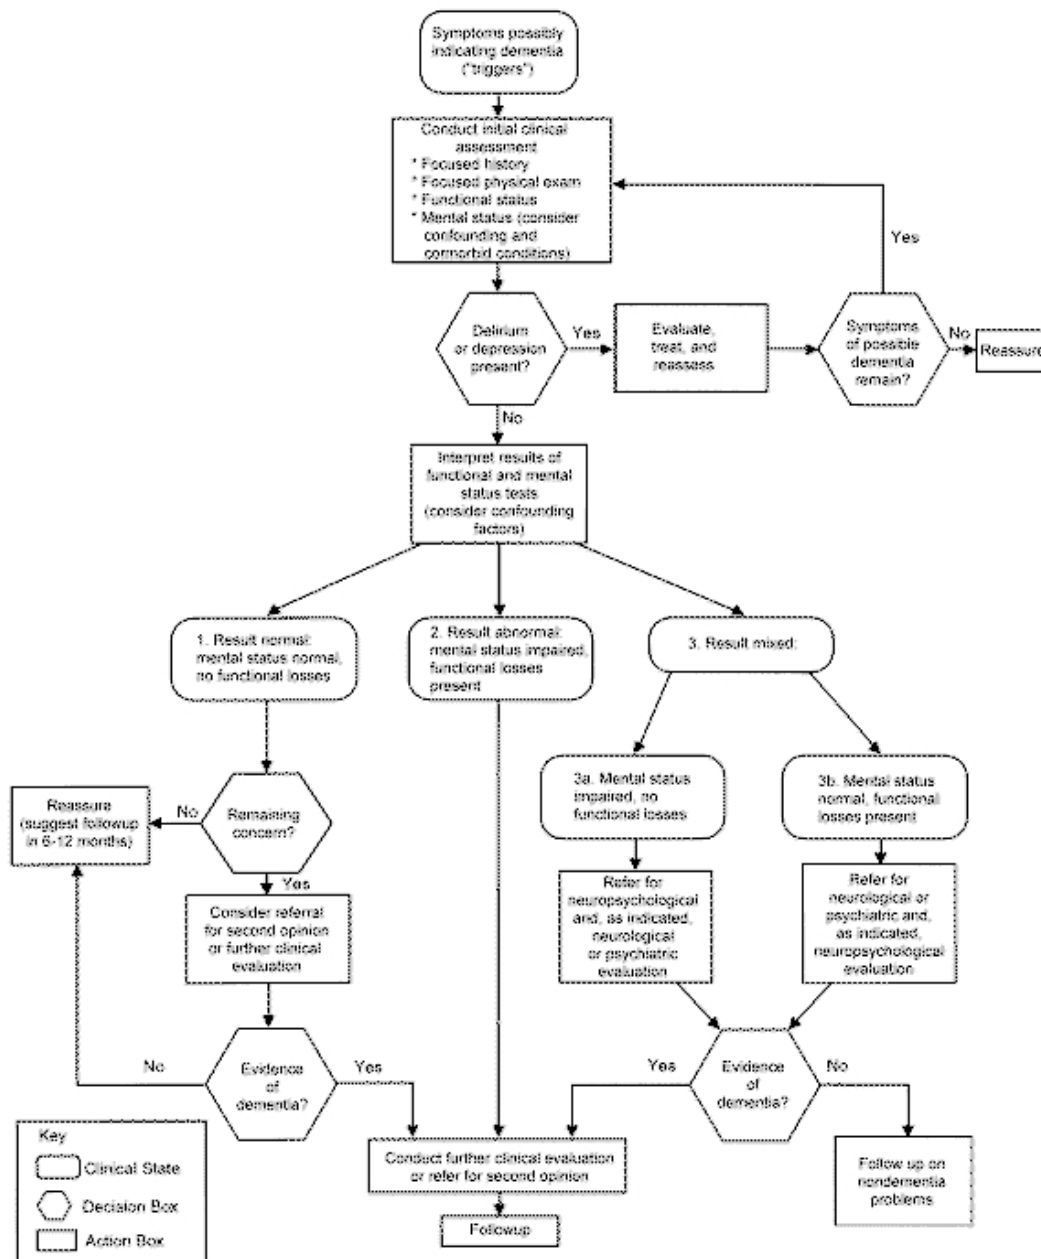 Symptoms possibly
indicating dementia
("triggers")
Conduct initial clinical
assessment
* Focused history
* Focused physical exam
* Functional status
* Mental status (consider
confounding and
comorbid conditions)
Yes
Delirium
or depression
present?
Yes
Evaluate,
treat, and
reassess
Symptoms
of possible
dementia
remain?
No
Reassure
No
Interpret results of
functional and mental
status tests
(consider confounding
factors)
1. Result normal:
mental status normal,
no functional losses
2. Result abnormal:
mental status impaired,
functional losses
present
3. Result mixed:
3a. Mental status
impaired, no
functional losses
3b. Mental status
normal, functional
losses present
Reassure
(suggest followup
in 6-12 months)
No
Remaining
concern?
Yes
Consider referral
for second opinion
or further clinical
evaluation
Refer for
neuropsychological
and, as indicated,
neurological
or psychiatric
evaluation
Refer for
neurological or
psychiatric and,
as indicated,
neuropsychological
evaluation
No
Evidence
of
dementia?
Yes
Yes
Evidence
of
dementia?
No
Conduct further clinical evaluation
or refer for second opinion
Followup
Follow up on
nondementia
problems
Key
Clinical State
Decision Box
Action Box